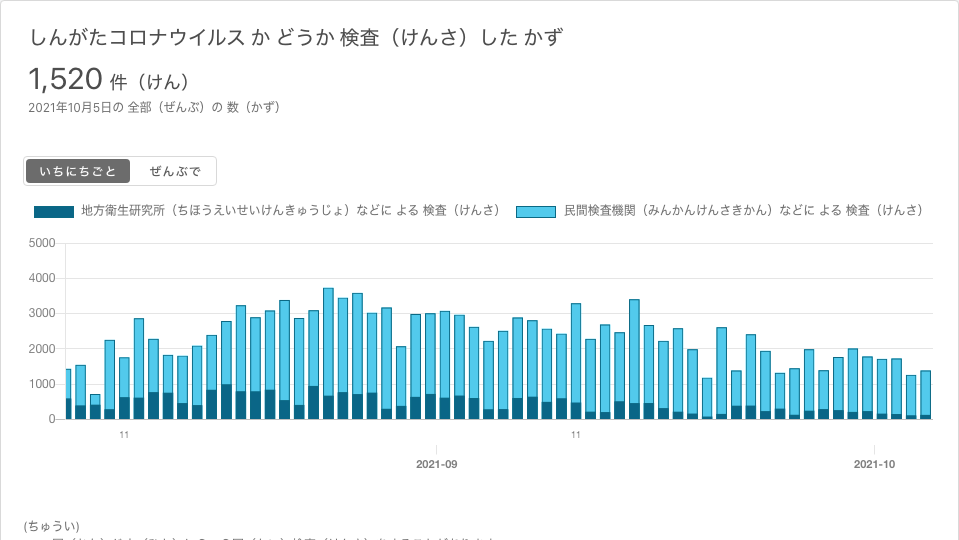 しんがたコロナウイルス か どうか 検査（けんさ）した かず
1,520 件（けん）
2021年10月5日の 全部（ぜんぶ）の 数（かず）
いちにちごと ぜんぶで
地方衛生研究所（ちほうえいせいけんきゅうじょ）などに よる 検査（けんさ） 民間検査機関（みんかんけんさきかん）などに よる 検査（けんさ）
5000
4000
3000
2000
1000
0
11 11
2021-09 2021-10
(ちゅうい)